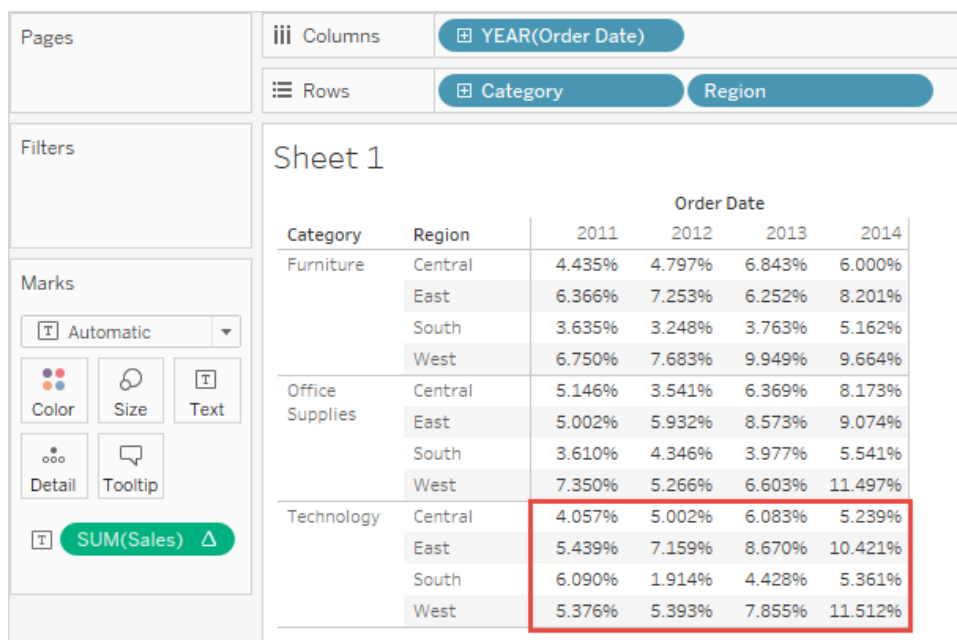 Pages
Columns
YEAR(Order Date)
Rows
Category
Region
Filters
Marks
Automatic
Color Size Text
Detail Tooltip
SUM(Sales)
Sheet 1
Order Date
Category Region 2011 2012 2013 2014
Furniture Central 4.435% 4.797% 6.843% 6.000%
East 6.366% 7.253% 6.252% 8.201%
South 3.635% 3.248% 3.763% 5.162%
West 6.750% 7.683% 9.949% 9.664%
Office Central 5.146% 3.541% 6.369% 8.173%
Supplies East 5.002% 5.932% 8.573% 9.074%
South 3.610% 4.346% 3.977% 5.541%
West 7.350% 5.266% 6.603% 11.497%
Technology Central 4.057% 5.002% 6.083% 5.239%
East 5.439% 7.159% 8.670% 10.421%
South 6.090% 1.914% 4.428% 5.361%
West 5.376% 5.393% 7.855% 11.512%